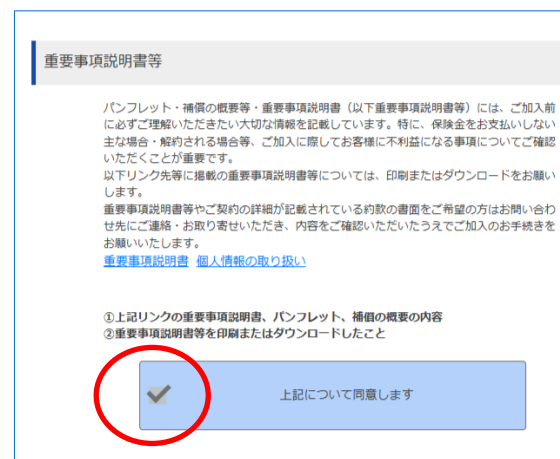 重要事項説明書等
パンフレット・補償の概要等・重要事項説明書（以下重要事項説明書等）には、ご加入前
に必ずご理解いただきたい大切な情報を記載しています。特に、保険金をお支払いしない
主な場合・解約される場合等、ご加入に際してお客様に不利益になる事項についてご確認
いただくことが重要です。
以下リンク先等に掲載の重要事項説明書等については、印刷またはダウンロードをお願い
します。
重要事項説明書等やご契約の詳細が記載されている約款の書面をご希望の方はお問い合わ
せ先にご連絡・お取り寄せいただき、内容をご確認いただいたうえでご加入のお手続きを
お願いいたします。
重要事項説明書 個人情報の取り扱い
①上記リンクの重要事項説明書、パンフレット、補償の概要の内容
②重要事項説明書等を印刷またはダウンロードしたこと
上記について同意します